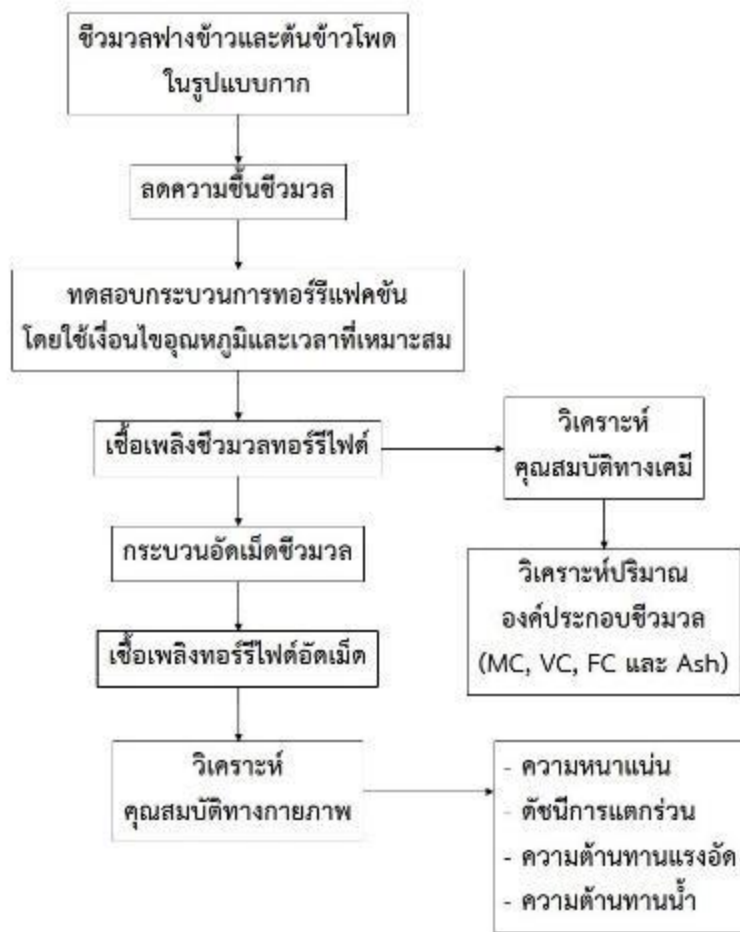 ชีวมวลฟางข้าวและต้นข้าวโพด
ในรูปแบบกาก
ลดความชื้นชีวมวล
ทดสอบกระบวนการทอร์รีแฟคชัน
โดยใช้เงื่อนไขอุณหภูมิและเวลาที่เหมาะสม
เชื้อเพลิงชีวมวลทอร์รีไฟต์
วิเคราะห์
คุณสมบัติทางเคมี
กระบวนอัดเม็ดชีวมวล
วิเคราะห์ปริมาณ
องค์ประกอบชีวมวล
(MC, VC, FC และ Ash)
เชื้อเพลิงทอร์รีไฟต์อัดเม็ด
วิเคราะห์
คุณสมบัติทางกายภาพ
- ความหนาแน่น
- ดัชนีการแตกร่วน
- ความต้านทานแรงอัด
- ความต้านทานน้ำ